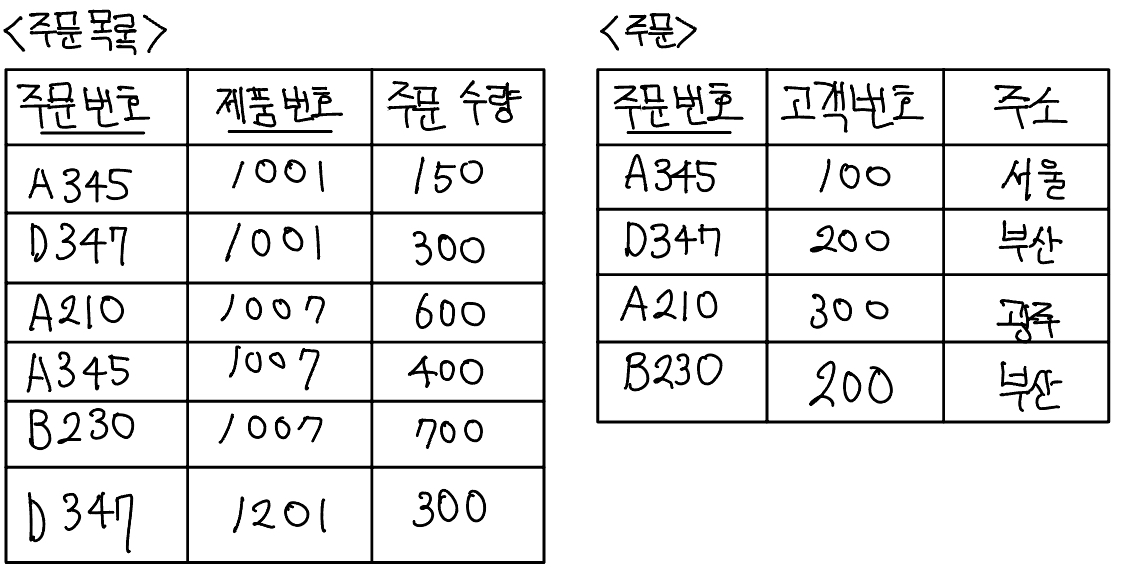 <주문 목록>
주문번호 제품번호 주문 수량
A345 1001 150
D347 1001 300
A210 1007 600
A345 1007 400
B230 1007 700
D347 1201 300
<주문>
주문번호 고객번호 주소
A345 100 서울
D347 200 부산
A210 300 광주
B230 200 부산